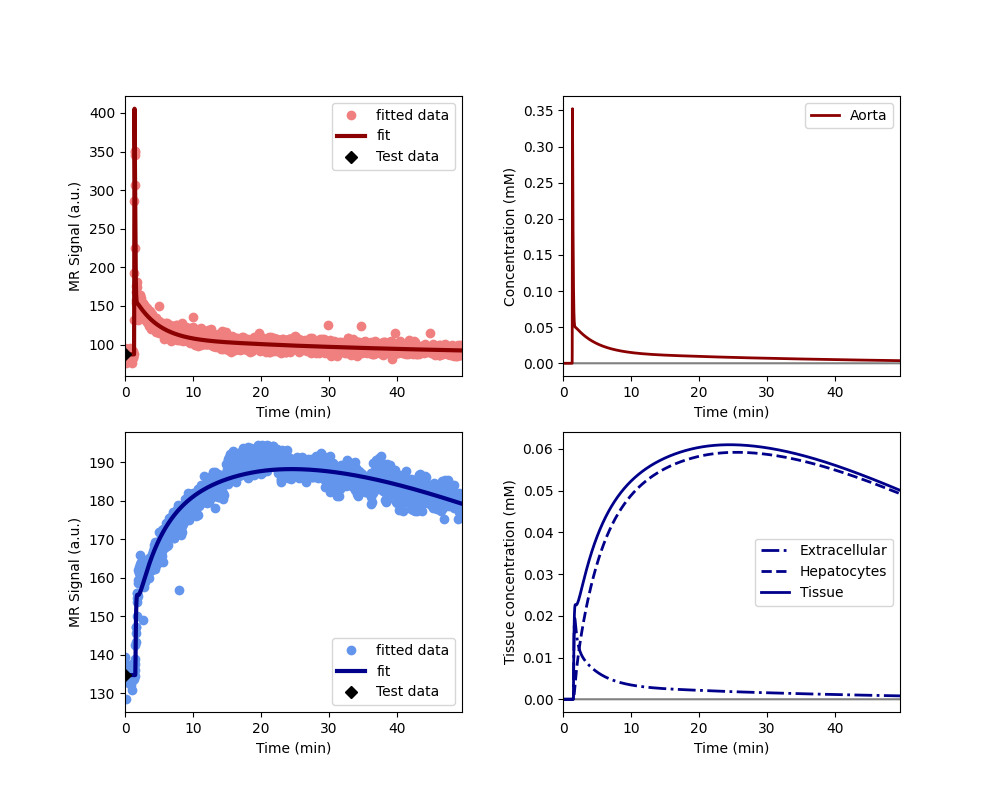 400
350
300
250
200
150
100
MR Signal (a.u.)
fitted data
fit
Test data
0 10 20 30 40
Time (min)
0.35
0.30
0.25
0.20
0.15
0.10
0.05
0.00
Concentration (mM)
Aorta
0 10 20 30 40
Time (min)
190
180
170
160
150
140
130
MR Signal (a.u.)
fitted data
fit
Test data
0 10 20 30 40
Time (min)
0.06
0.05
0.04
0.03
0.02
0.01
0.00
Tissue concentration (mM)
Extracellular
Hepatocytes
Tissue
0 10 20 30 40
Time (min)